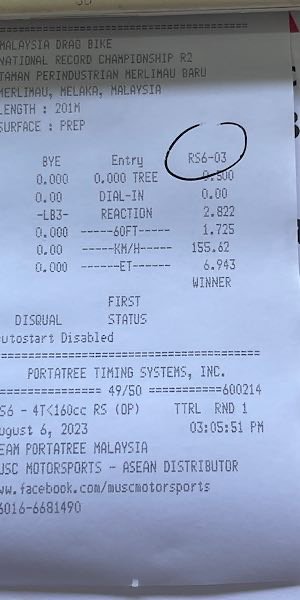 MALAYSIA DRAG BIKE
NATIONAL RECORD CHAMPIONSHIP R2
TAMAN PERINDUSTRIAN MERLIMAU BARU
MERLIMAU, MELAKA, MALAYSIA
LENGTH : 201M
SURFACE : PREP
BYE Entry RS6-03
0.000 0.000 TREE 0.500
0.00 DIAL-IN 0.00
-LB3- REACTION 2.822
0.000 ------60FT----- 1.725
0.00 -----KM/H----- 155.62
0.000 ------ET------ 6.943
WINNER
FIRST
DISQUAL STATUS
utostart Disabled
PORTATREE TIMING SYSTEMS, INC.
============ 49/50 ===========600214
S6 - 4T<160cc RS (OP) TTRL RND 1
ugust 6, 2023 03:05:51 PM
EAM PORTATREE MALAYSIA
USC MOTORSPORTS - ASEAN DISTRIBUTOR
ww.facebook.com/muscmotorsports
6016-6681490